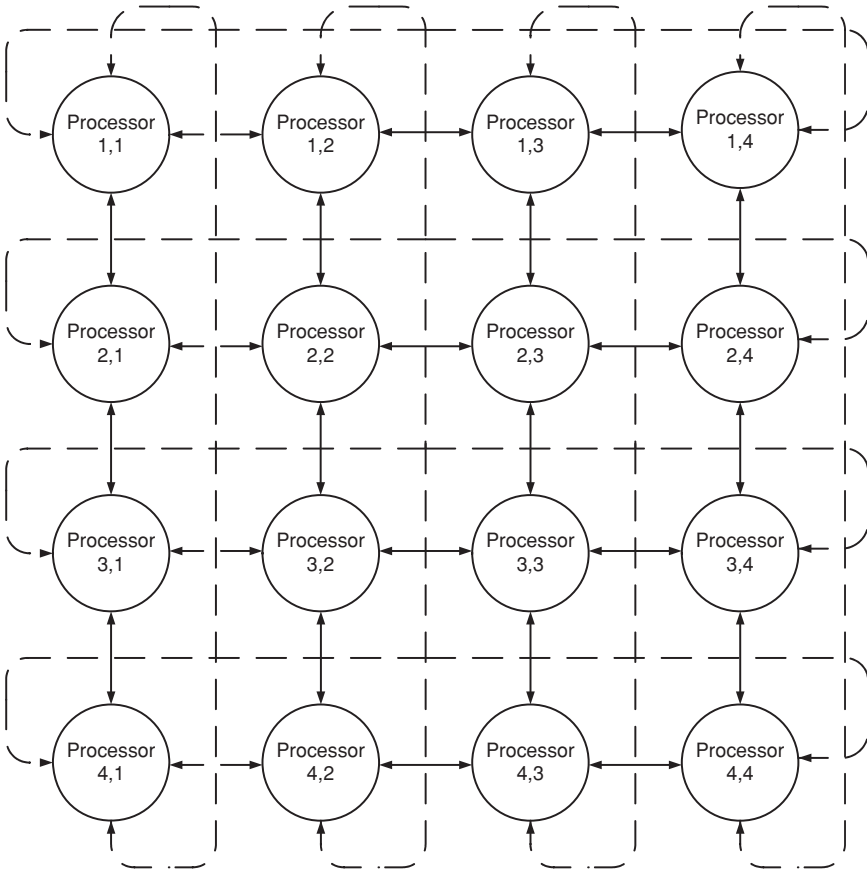 Processor
1,1
Processor
1,2
Processor
1,3
Processor
1,4
Processor
2,1
Processor
2,2
Processor
2,3
Processor
2,4
Processor
3,1
Processor
3,2
Processor
3,3
Processor
3,4
Processor
4,1
Processor
4,2
Processor
4,3
Processor
4,4